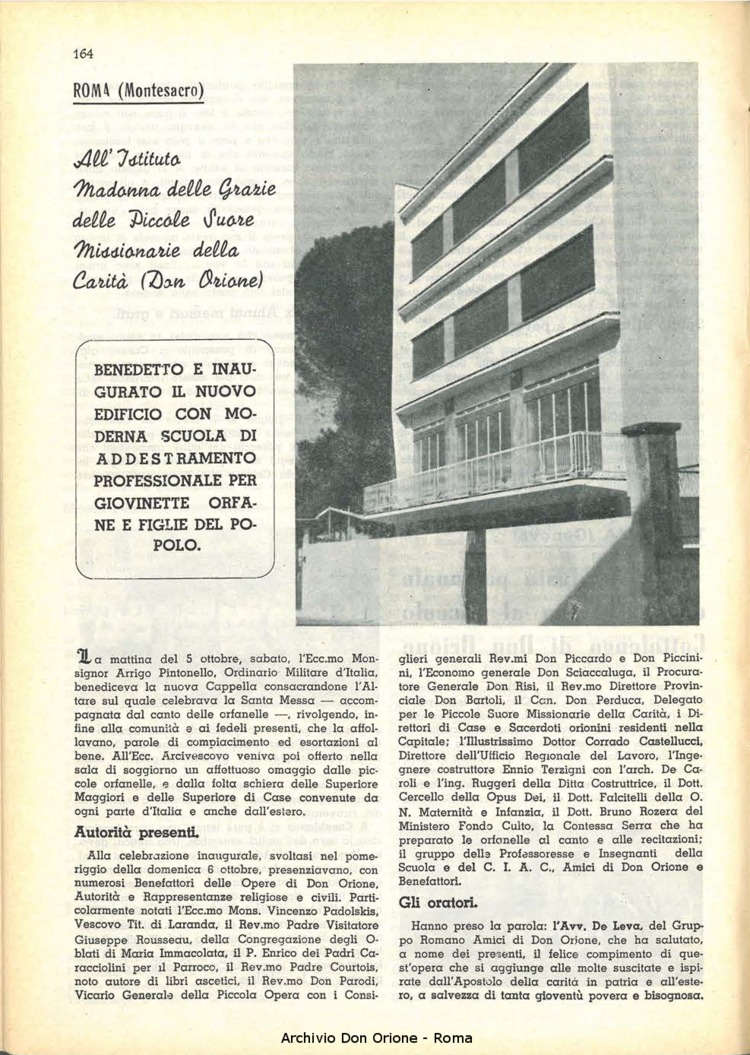 164
ROMA (Montesacro)
All' Istituto
Madonna delle Grazie
delle Piccole Suore
Missionarie della
Carità (Don Orione)
BENEDETTO E INAU-
GURATO IL NUOVO
EDIFICIO CON MO-
DERNA SCUOLA DI
ADDESTRAMENTO
PROFESSIONALE PER
GIOVINETTE ORFA-
NE E FIGLIE DEL PO-
POLO.
La mattina del 5 ottobre, sabato, l'Ecc.mo Mon-
signor Arrigo Pintonello, Ordinario Militare d'Italia,
benediceva la nuova Cappella consacrandone l'Al-
tare sul quale celebrava la Santa Messa — accom-
pagnata dal canto delle orfanelle —, rivolgendo, in-
fine alla comunità e ai fedeli presenti, che la affol-
lavano, parole di compiacimento ed esortazioni al
bene. All'Ecc. Arcivescovo veniva poi offerto nella
sala di soggiorno un affettuoso omaggio dalle pic-
cole orfanelle, e dalla folta schiera delle Superiore
Maggiori e delle Superiore di Case convenute da
ogni parte d'Italia e anche dall'estero.
Autorità presenti.
Alla celebrazione inaugurale, svoltasi nel pome-
riggio della domenica 6 ottobre, presenziavano, con
numerosi Benefattori delle Opere di Don Orione,
Autorità e Rappresentanze religiose e civili. Parti-
colarmente notati l'Ecc.mo Mons. Vincenzo Padolskis,
Vescovo Tit. di Laranda, il Rev.mo Padre Visitatore
Giuseppe Rousseau, della Congregazione degli O-
blati di Maria Immacolata, il P. Enrico dei Padri Ca-
racciolini per il Parroco, il Rev.mo Padre Courtois,
noto autore di libri ascetici, il Rev.mo Don Parodi,
Vicario Generale della Piccola Opera con i Consi-
glieri generali Rev.mi Don Piccardo e Don Piccini-
ni, l'Economo generale Don Sciaccaluga, il Procura-
tore Generale Don Risi, il Rev.mo Direttore Provin-
ciale Don Bartoli, il Can. Don Perduca, Delegato
per le Piccole Suore Missionarie della Carità, i Di-
rettori di Case e Sacerdoti orionini residenti nella
Capitale; l'Illustrissimo Dottor Corrado Castellucci,
Direttore dell'Ufficio Regionale del Lavoro, l'Inge-
gnere costruttore Ennio Terzigni con l'arch. De Ca-
roli e l'ing. Ruggeri della Ditta Costruttrice, il Dott.
Cercello della Opus Dei, il Dott. Falcitelli della O.
N. Maternità e Infanzia, il Dott. Bruno Rozera del
Ministero Fondo Culto, la Contessa Serra che ha
preparato le orfanelle al canto e alle recitazioni;
il gruppo delle Professoresse e Insegnanti della
Scuola e del C. I. A. C., Amici di Don Orione e
Benefattori.
Gli oratori.
Hanno preso la parola: l'Avv. De Leva, del Grup-
po Romano Amici di Don Orione, che ha salutato,
a nome dei presenti, il felice compimento di que-
st'opera che si aggiunge alle molte suscitate e ispi-
rate dall'Apostolo della carità in patria e all'este-
ro, a salvezza di tanta gioventù povera e bisognosa.
Archivio Don Orione - Roma